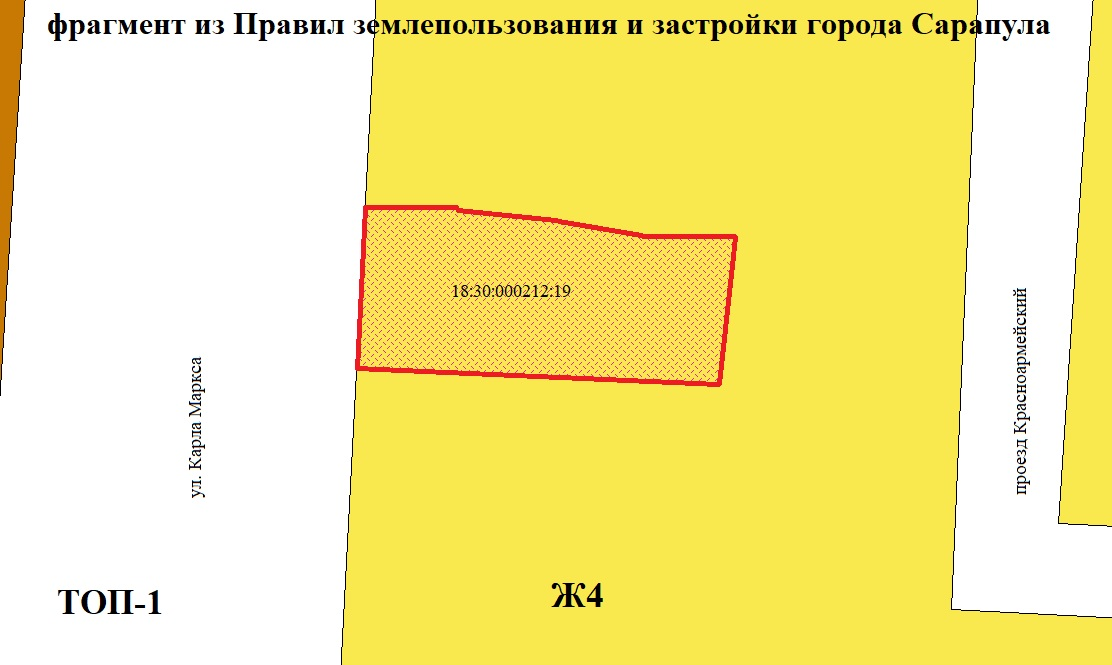 фрагмент из Правил землепользования и застройки города Сарапула
18:30:000212:19
ул. Карла Маркса
проезд Красноармейский
ТОП-1
Ж4